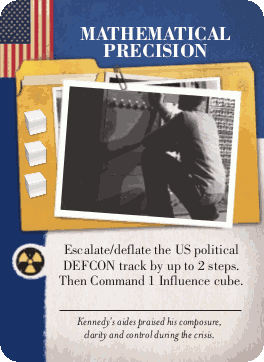 MATHEMATICAL
PRECISION
Escalate/deflate the US political
DEFCON track by up to 2 steps.
Then Command 1 Influence cube.
Kennedy's aides praised his composure,
clarity and control during the crisis.